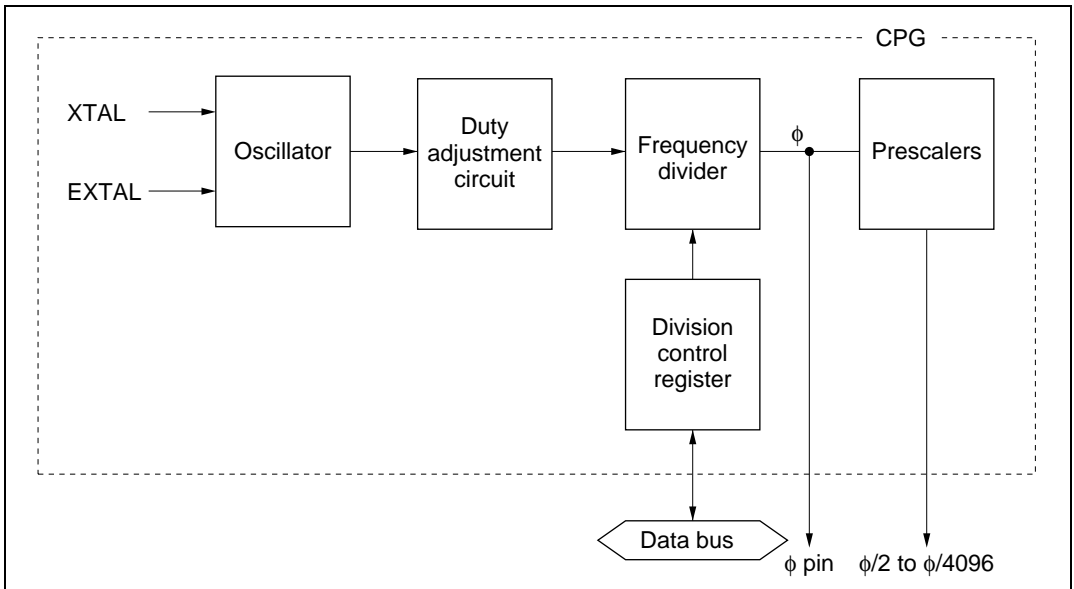 CPG
XTAL
EXTAL
Oscillator
Duty
adjustment
circuit
Frequency
divider
ϕ
Prescalers
Division
control
register
Data bus
ϕ pin
ϕ/2 to ϕ/4096